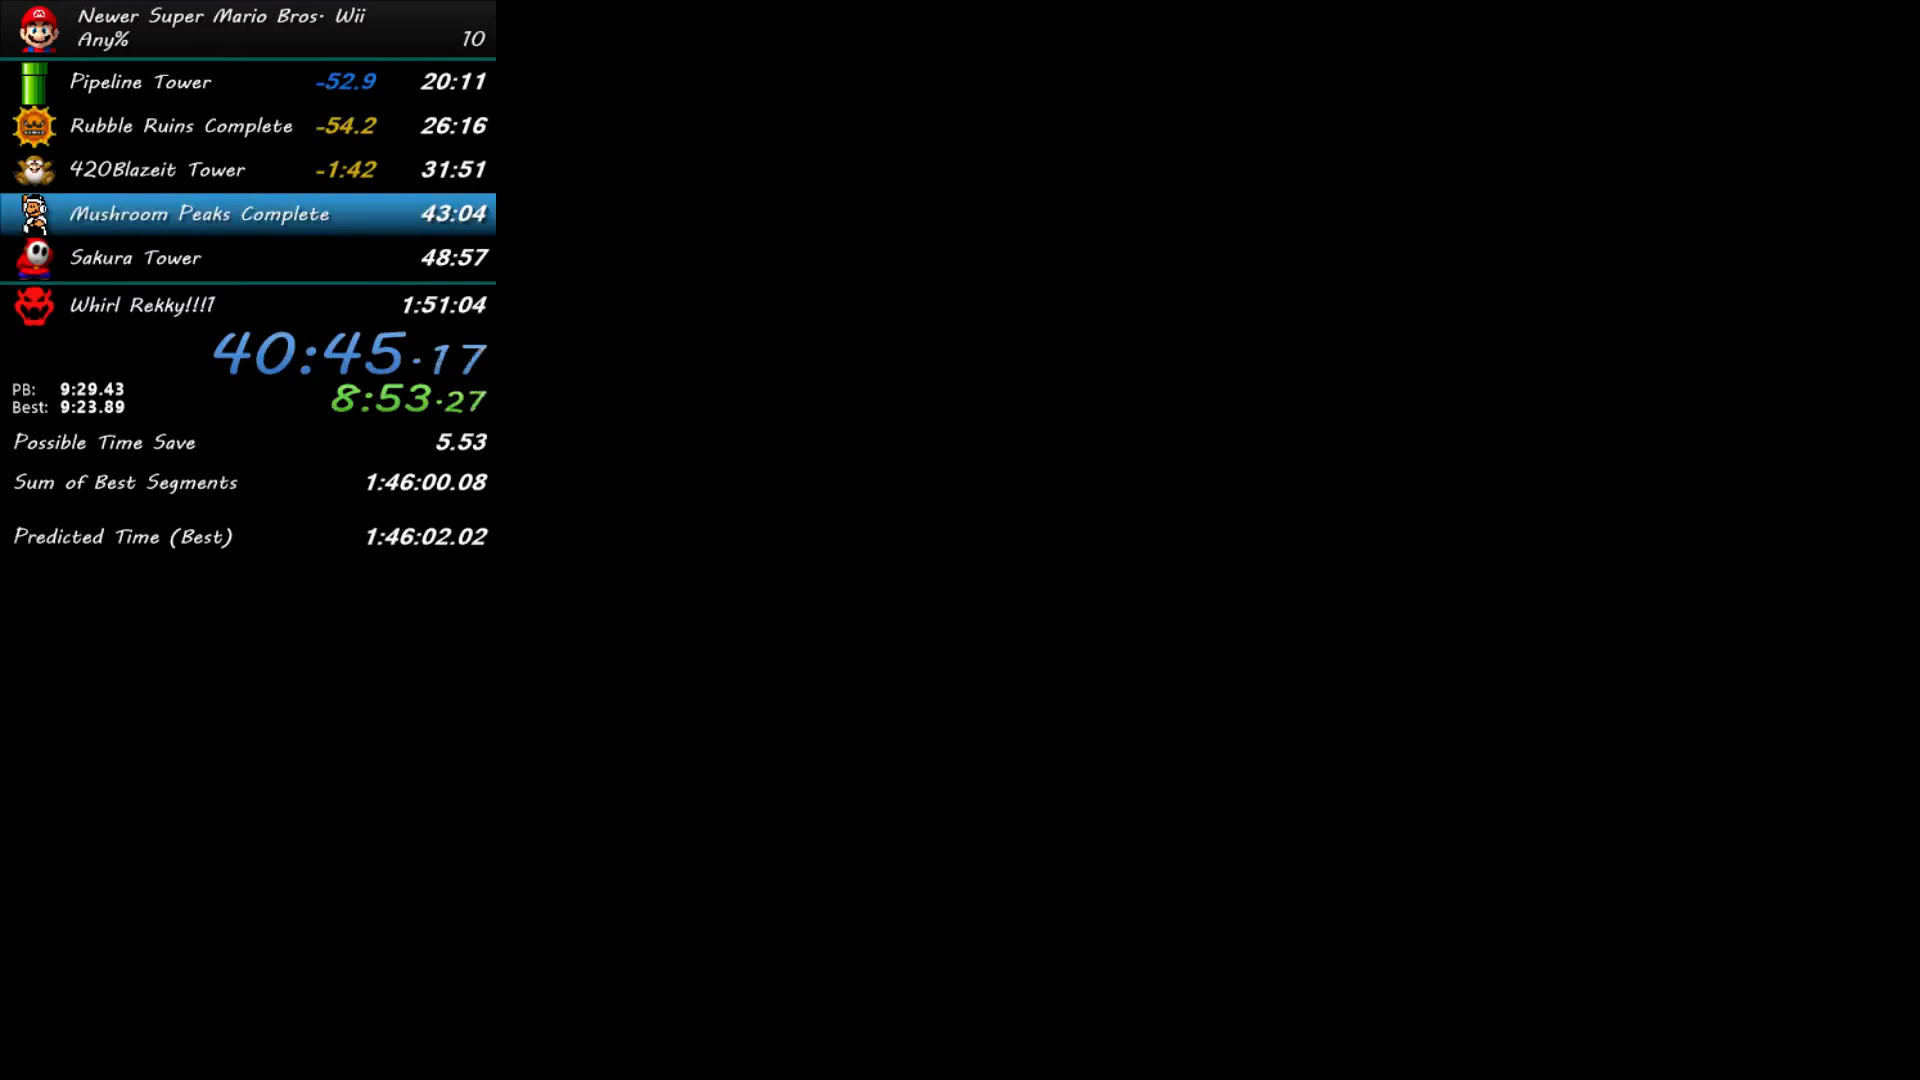 Newer Super Mario Bros. Wii
Any% 10
Pipeline Tower -52.9 20:11
Rubble Ruins Complete -54.2 26:16
420Blazeit Tower -1:42 31:51
Mushroom Peaks Complete 43:04
Sakura Tower 48:57
Whirl Rekky!!!1 1:51:04
40:45.17
PB: 9:29.43
Best: 9:23.89
8:53.27
Possible Time Save 5.53
Sum of Best Segments 1:46:00.08
Predicted Time (Best) 1:46:02.02